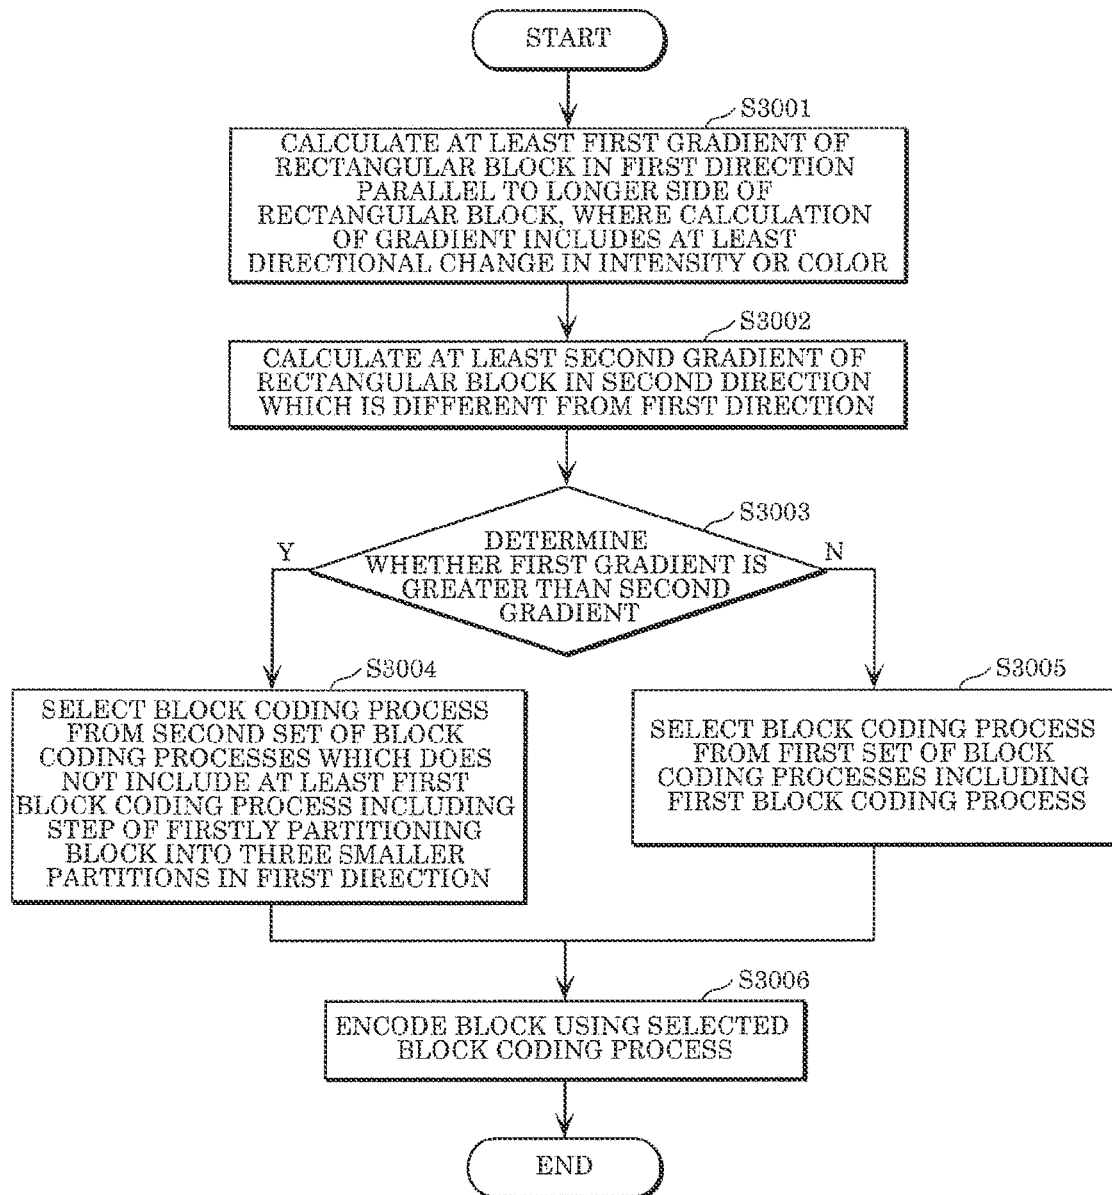 START
S3001
CALCULATE AT LEAST FIRST GRADIENT OF
RECTANGULAR BLOCK IN FIRST DIRECTION
PARALLEL TO LONGER SIDE OF
RECTANGULAR BLOCK, WHERE CALCULATION
OF GRADIENT INCLUDES AT LEAST
DIRECTIONAL CHANGE IN INTENSITY OR COLOR
S3002
CALCULATE AT LEAST SECOND GRADIENT OF
RECTANGULAR BLOCK IN SECOND DIRECTION
WHICH IS DIFFERENT FROM FIRST DIRECTION
S3003
DETERMINE
WHETHER FIRST GRADIENT IS
GREATER THAN SECOND
GRADIENT
Y
N
S3004
SELECT BLOCK CODING PROCESS
FROM SECOND SET OF BLOCK
CODING PROCESSES WHICH DOES
NOT INCLUDE AT LEAST FIRST
BLOCK CODING PROCESS INCLUDING
STEP OF FIRSTLY PARTITIONING
BLOCK INTO THREE SMALLER
PARTITIONS IN FIRST DIRECTION
S3005
SELECT BLOCK CODING PROCESS
FROM FIRST SET OF BLOCK
CODING PROCESSES INCLUDING
FIRST BLOCK CODING PROCESS
S3006
ENCODE BLOCK USING SELECTED
BLOCK CODING PROCESS
END